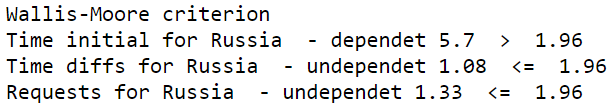 Wallis-Moore criterion
Time initial for Russia  - dependet 5.7  >  1.96
Time diffs for Russia  - undependet 1.08  <=  1.96
Requests for Russia  - undependet 1.33  <=  1.96